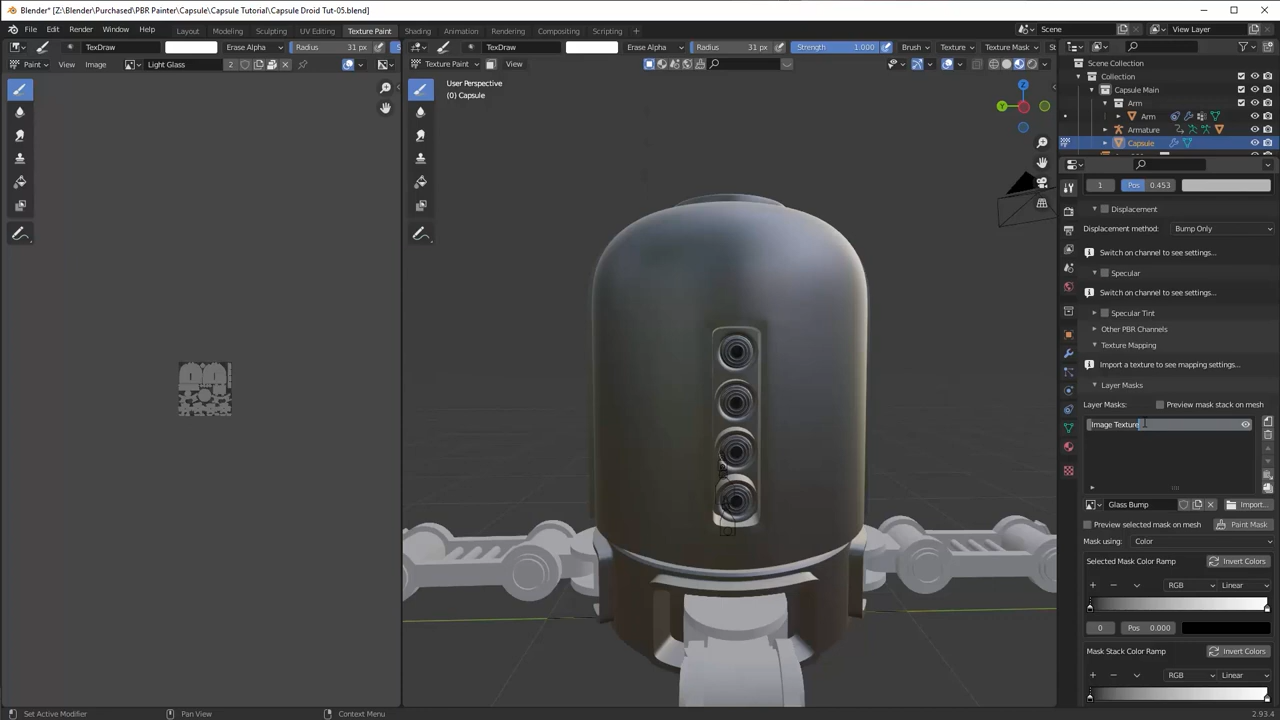 Blender* [Z:\Blender\Purchased\PBR Painter\Capsule\Capsule Tutorial\Capsule Droid Tut-05.blend]
File Edit Render Window Help Layout Modeling Sculpting UV Editing Texture Paint Shading Animation Rendering Compositing Scripting + Scene View Layer
TexDraw Erase Alpha Radius 31 px TexDraw Erase Alpha Radius 31 px Strength 1.000 Brush Texture Texture Mask
Paint View Image Light Glass 2 Texture Paint View
Scene Collection
Collection
Capsule Main
Arm
Arm
Armature
Capsule
User Perspective
(0) Capsule
Z
Y
1 Pos 0.453
Displacement
Displacement method: Bump Only
Switch on channel to see settings...
Specular
Switch on channel to see settings...
Specular Tint
Other PBR Channels
Texture Mapping
Import a texture to see mapping settings...
Layer Masks
Layer Masks: Preview mask stack on mesh
Image Texture
Glass Bump Import...
Preview selected mask on mesh Paint Mask
Mask using: Color
Selected Mask Color Ramp Invert Colors
+ − RGB Linear
0 Pos 0.000
Mask Stack Color Ramp Invert Colors
+ − RGB Linear
Set Active Modifier Pan View Context Menu 2.93.4